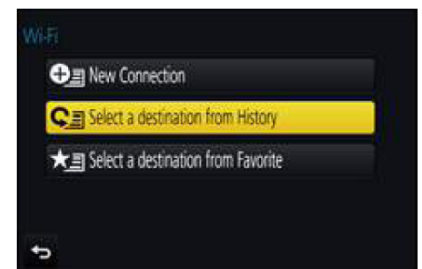 Wi-Fi
New Connection
Select a destination from History
Select a destination from Favorite